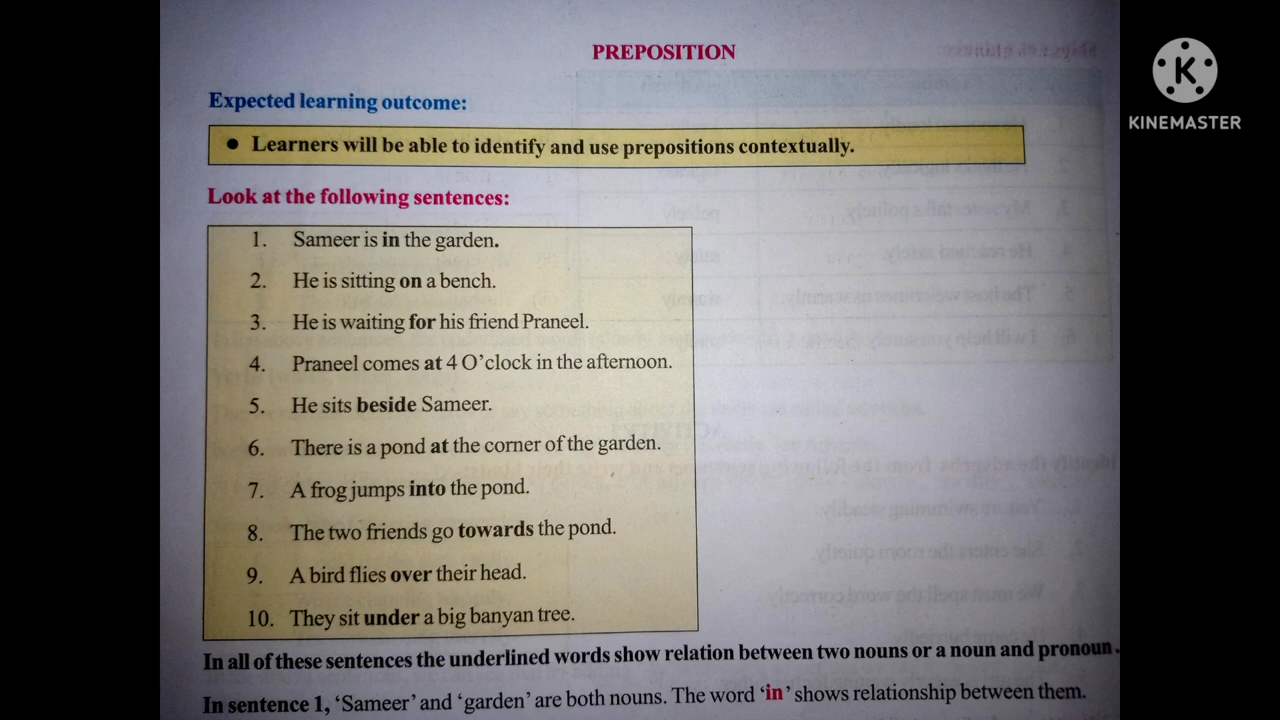 PREPOSITION
Expected learning outcome:
● Learners will be able to identify and use prepositions contextually.
Look at the following sentences:
1. Sameer is in the garden.
2. He is sitting on a bench.
3. He is waiting for his friend Praneel.
4. Praneel comes at 4 O’clock in the afternoon.
5. He sits beside Sameer.
6. There is a pond at the corner of the garden.
7. A frog jumps into the pond.
8. The two friends go towards the pond.
9. A bird flies over their head.
10. They sit under a big banyan tree.
In all of these sentences the underlined words show relation between two nouns or a noun and pronoun.
In sentence 1, ‘Sameer’ and ‘garden’ are both nouns. The word ‘in’ shows relationship between them.
KINEMASTER